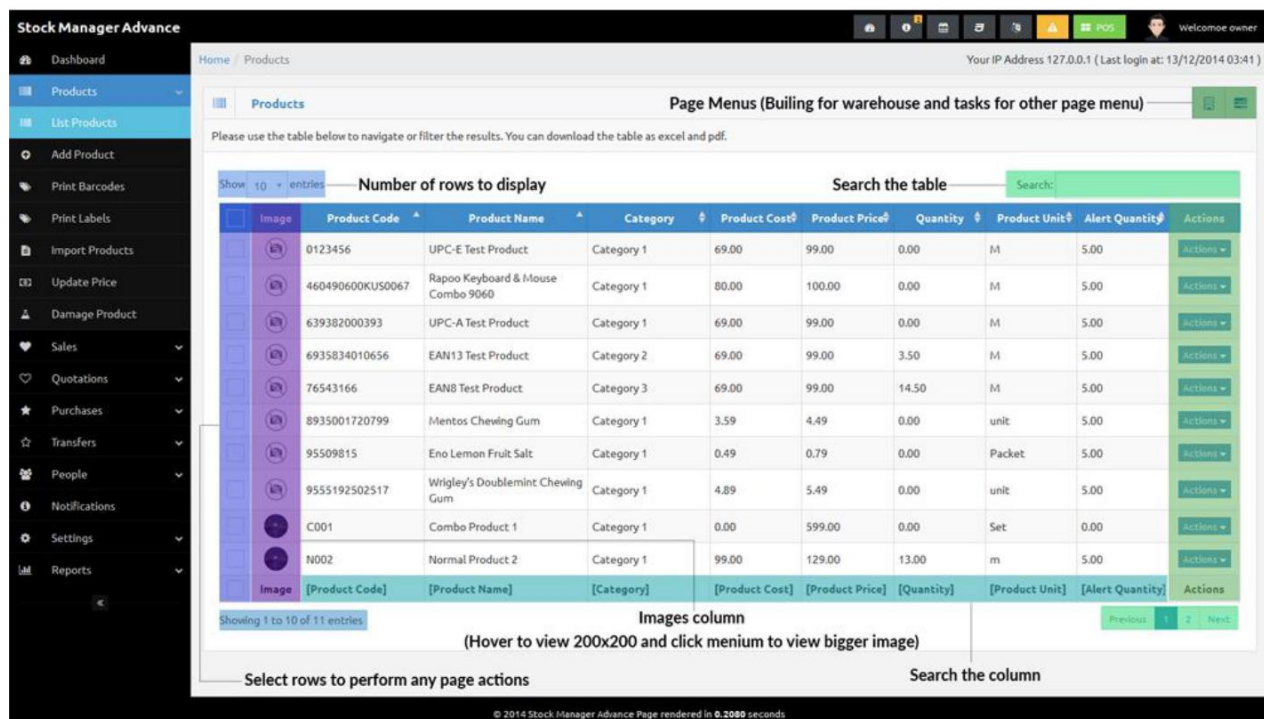 Stock Manager Advance
2
POS
Welcomoe owner
Dashboard
Products
List Products
Add Product
Print Barcodes
Print Labels
Import Products
Update Price
Damage Product
Sales
Quotations
Purchases
Transfers
People
Notifications
Settings
Reports
Home / Products
Your IP Address 127.0.0.1 ( Last login at: 13/12/2014 03:41 )
Products
Page Menus (Builing for warehouse and tasks for other page menu)
Please use the table below to navigate or filter the results. You can download the table as excel and pdf.
Show 10 entries
Number of rows to display
Search the table
Search:
Image Product Code Product Name Category Product Cost Product Price Quantity Product Unit Alert Quantity Actions
0123456 UPC-E Test Product Category 1 69.00 99.00 0.00 M 5.00 Actions
460490600KUS0067 Rapoo Keyboard & Mouse Combo 9060 Category 1 80.00 100.00 0.00 M 5.00 Actions
639382000393 UPC-A Test Product Category 1 69.00 99.00 0.00 M 5.00 Actions
6935834010656 EAN13 Test Product Category 2 69.00 99.00 3.50 M 5.00 Actions
76543166 EAN8 Test Product Category 3 69.00 99.00 14.50 M 5.00 Actions
8935001720799 Mentos Chewing Gum Category 1 3.59 4.49 0.00 unit 5.00 Actions
95509815 Eno Lemon Fruit Salt Category 1 0.49 0.79 0.00 Packet 5.00 Actions
9555192502517 Wrigley's Doublemint Chewing Gum Category 1 4.89 5.49 0.00 unit 5.00 Actions
C001 Combo Product 1 Category 1 0.00 599.00 0.00 Set 0.00 Actions
N002 Normal Product 2 Category 1 99.00 129.00 13.00 m 5.00 Actions
Image [Product Code] [Product Name] [Category] [Product Cost] [Product Price] [Quantity] [Product Unit] [Alert Quantity] Actions
Showing 1 to 10 of 11 entries
Images column
Previous 1 2 Next
(Hover to view 200x200 and click menium to view bigger image)
Select rows to perform any page actions
Search the column
© 2014 Stock Manager Advance Page rendered in 0.2080 seconds